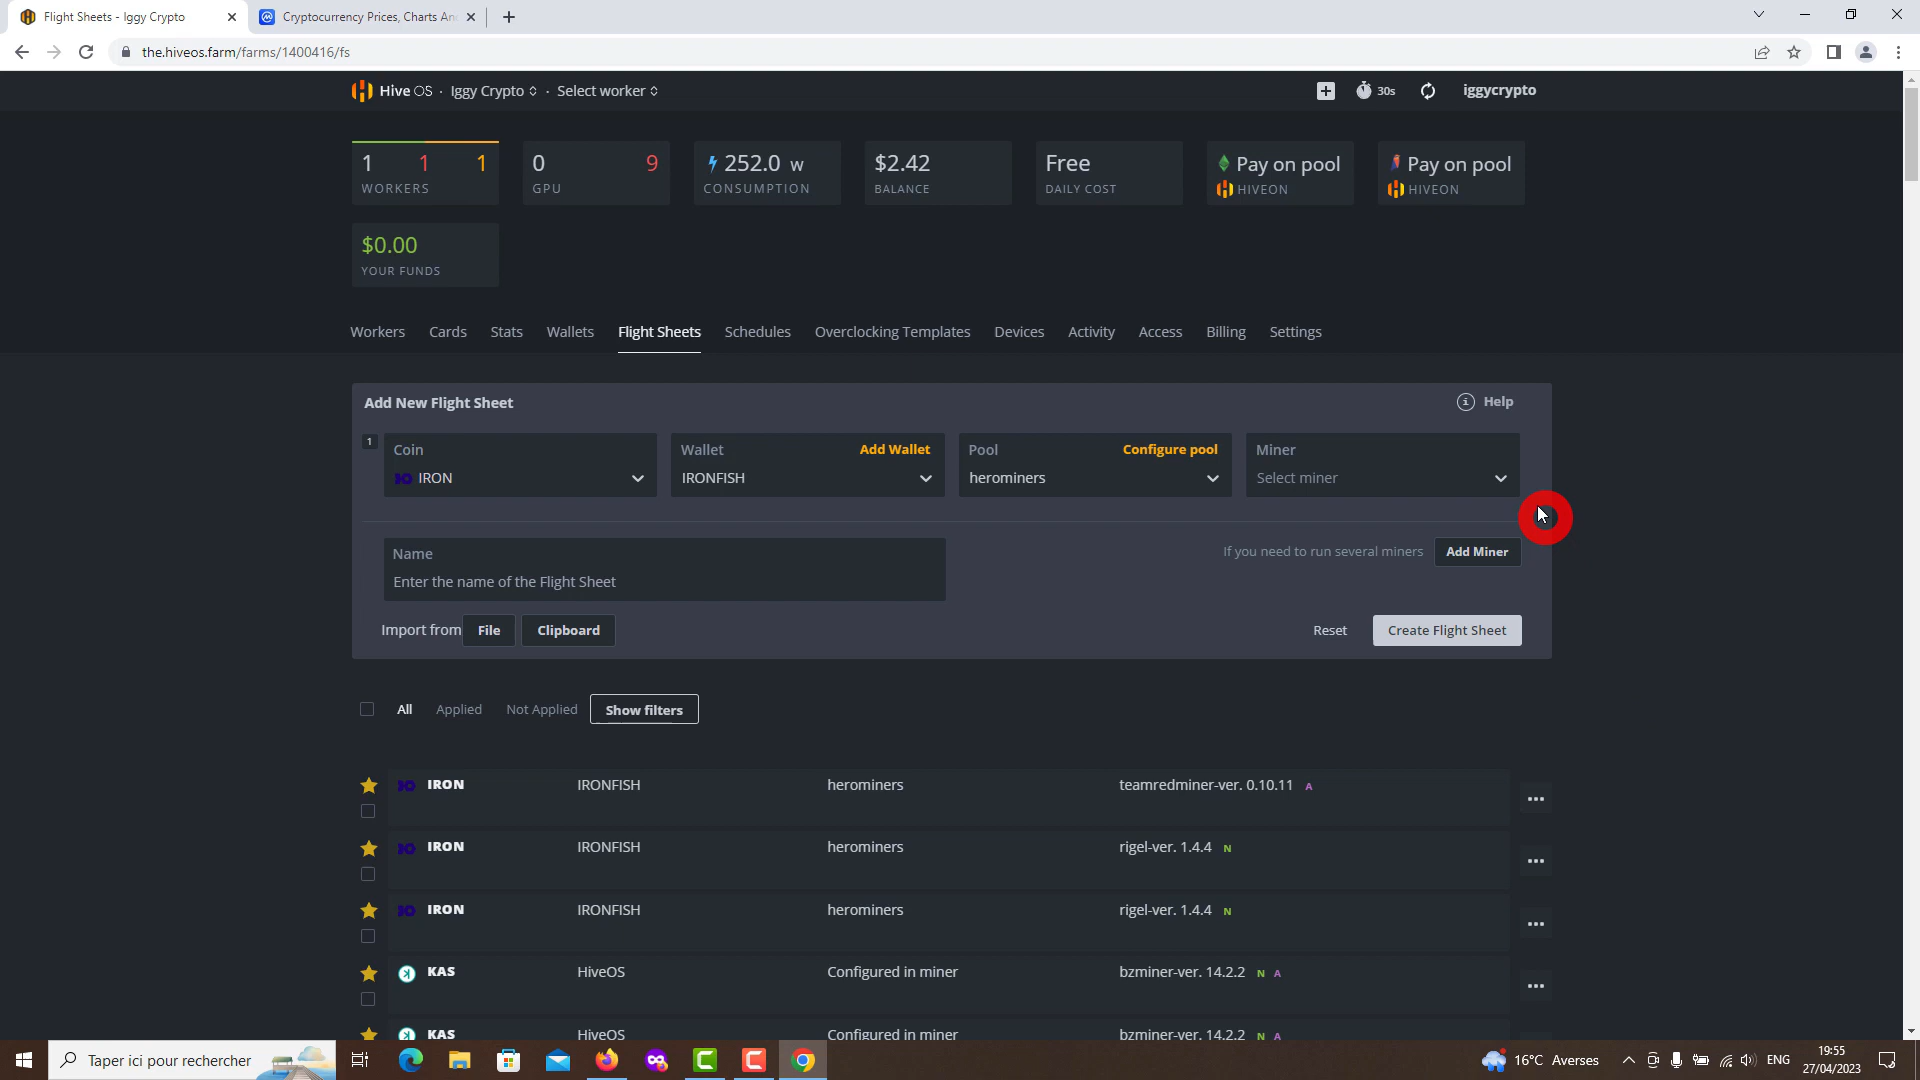 Flight Sheets - Iggy Crypto
Cryptocurrency Prices, Charts An
the.hiveos.farm/farms/1400416/fs
Hive OS · Iggy Crypto · Select worker
30s
iggycrypto
1 1 1
WORKERS
0 9
GPU
252.0 W
CONSUMPTION
$2.42
BALANCE
Free
DAILY COST
Pay on pool
HIVEON
Pay on pool
HIVEON
$0.00
YOUR FUNDS
Workers Cards Stats Wallets Flight Sheets Schedules Overclocking Templates Devices Activity Access Billing Settings
Add New Flight Sheet
Help
1
Coin
IRON
Wallet Add Wallet
IRONFISH
Pool Configure pool
herominers
Miner
Select miner
Name
Enter the name of the Flight Sheet
If you need to run several miners Add Miner
Import from File Clipboard
Reset Create Flight Sheet
All Applied Not Applied Show filters
IRON IRONFISH herominers teamredminer-ver. 0.10.11 A
IRON IRONFISH herominers rigel-ver. 1.4.4 N
IRON IRONFISH herominers rigel-ver. 1.4.4 N
KAS HiveOS Configured in miner bzminer-ver. 14.2.2 N A
KAS HiveOS Configured in miner bzminer-ver. 14.2.2 N A
Taper ici pour rechercher
16°C Averses
ENG
19:55
27/04/2023